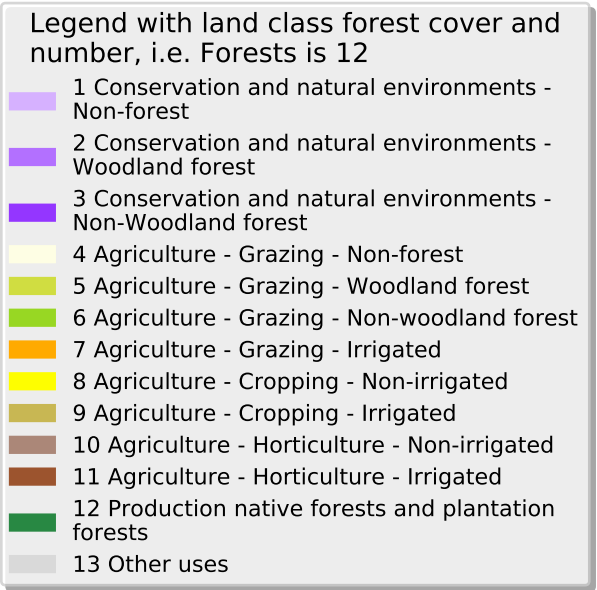 Legend with land class forest cover and
number, i.e. Forests is 12
1 Conservation and natural environments -
Non-forest
2 Conservation and natural environments -
Woodland forest
3 Conservation and natural environments -
Non-Woodland forest
4 Agriculture - Grazing - Non-forest
5 Agriculture - Grazing - Woodland forest
6 Agriculture - Grazing - Non-woodland forest
7 Agriculture - Grazing - Irrigated
8 Agriculture - Cropping - Non-irrigated
9 Agriculture - Cropping - Irrigated
10 Agriculture - Horticulture - Non-irrigated
11 Agriculture - Horticulture - Irrigated
12 Production native forests and plantation
forests
13 Other uses